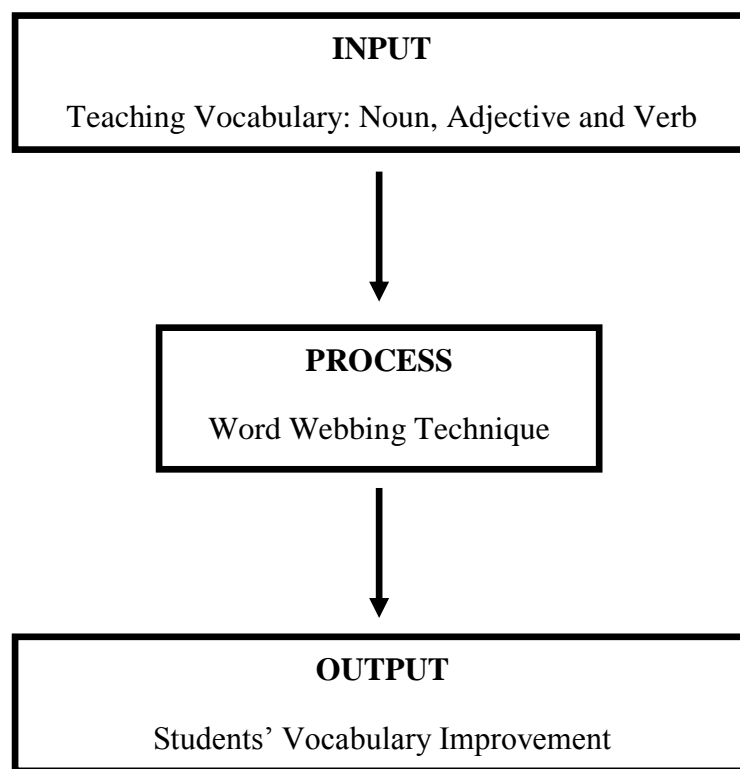 INPUT
Teaching Vocabulary: Noun, Adjective and Verb
PROCESS
Word Webbing Technique
OUTPUT
Students’ Vocabulary Improvement